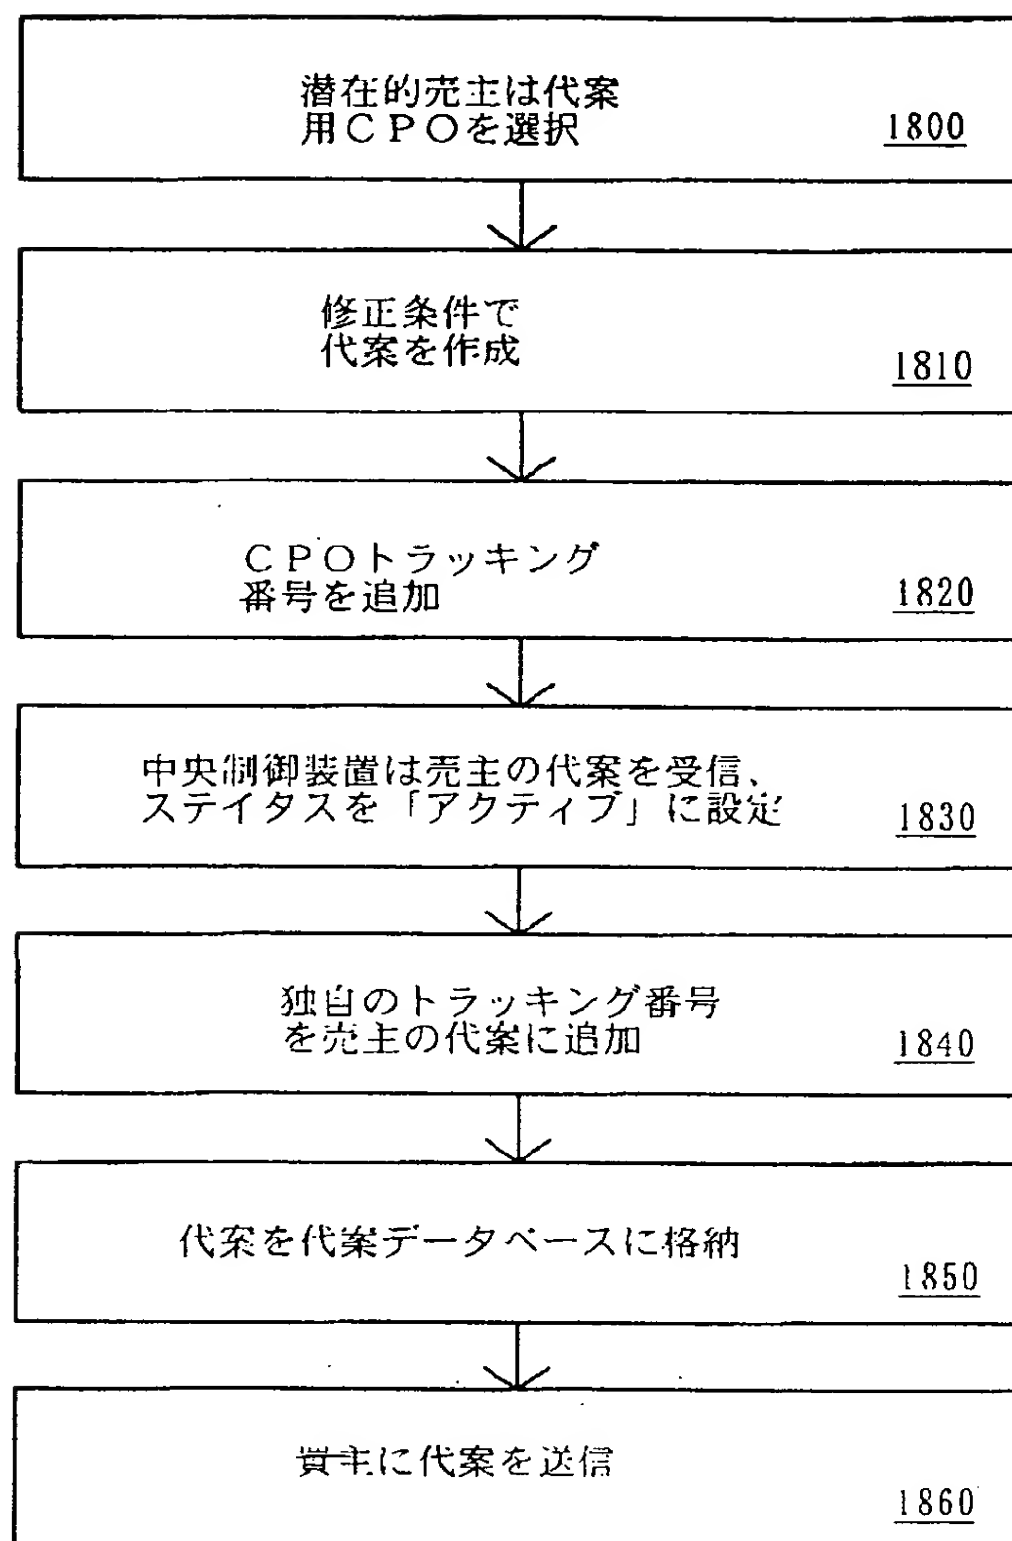 潜在的売主は代案
用ＣＰＯを選択
1800
修正条件で
代案を作成
1810
ＣＰＯトラッキング
番号を追加
1820
中央制御装置は売主の代案を受信、
ステイタスを「アクティブ」に設定
1830
独自のトラッキング番号
を売主の代案に追加
1840
代案を代案データベースに格納
1850
買主に代案を送信
1860